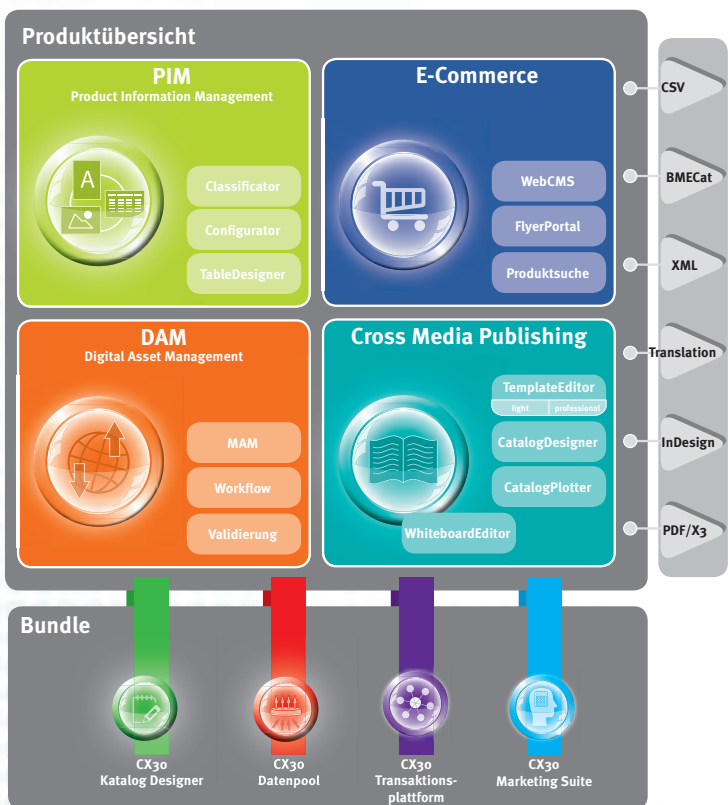 Produktübersicht
PIM
Product Information Management
A
Classificator
Configurator
TableDesigner
E-Commerce
WebCMS
FlyerPortal
Produktsuche
DAM
Digital Asset Management
MAM
Workflow
Validierung
Cross Media Publishing
TemplateEditor
light professional
CatalogDesigner
CatalogPlotter
WhiteboardEditor
CSV
BMECat
XML
Translation
InDesign
PDF/X3
Bundle
CX30
Katalog Designer
CX30
Datenpool
CX30
Transaktions-
plattform
CX30
Marketing Suite